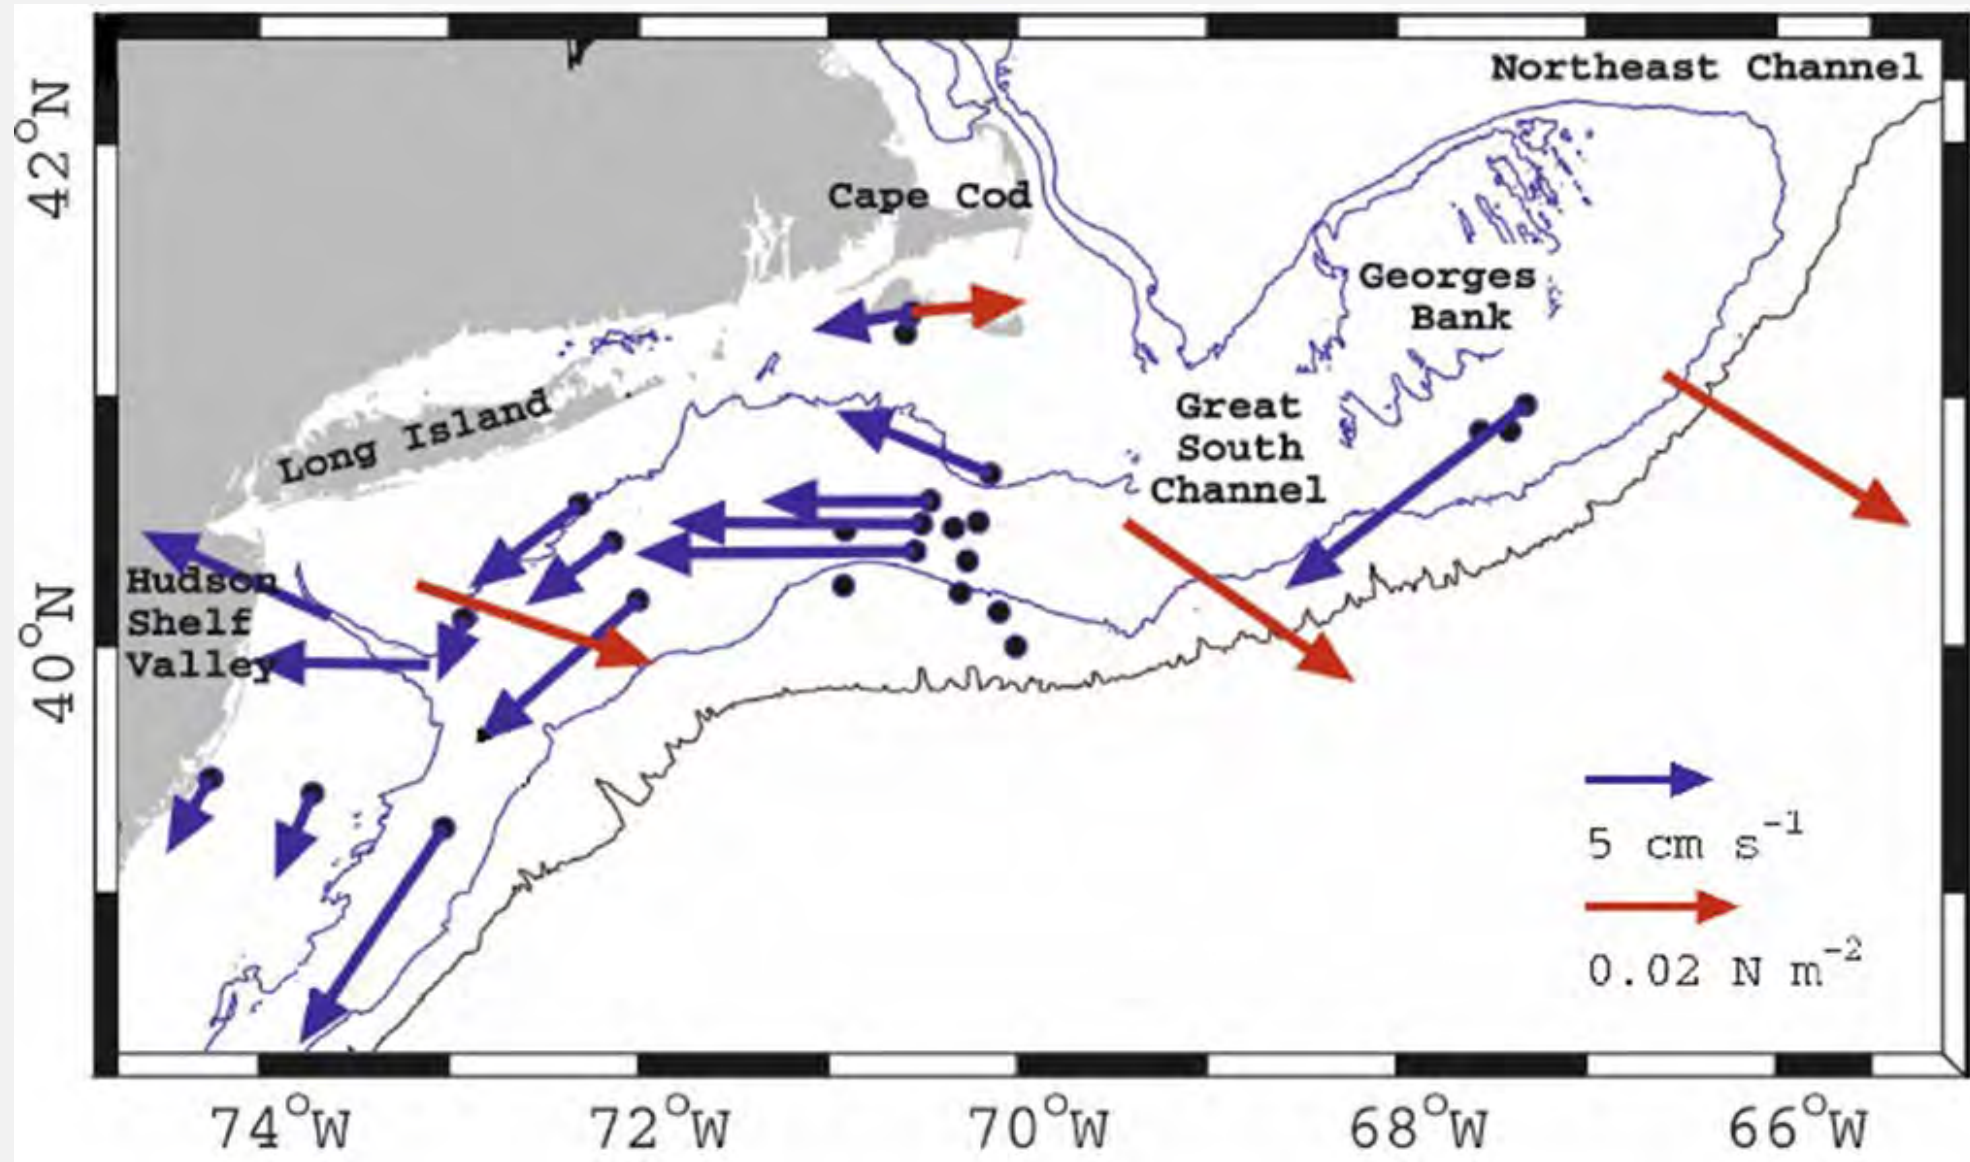 Northeast Channel
42°N
Cape Cod
Georges
Bank
Long Island
Great
South
Channel
Hudson
Shelf
Valley
40°N
5 cm s⁻¹
0.02 N m⁻²
74°W
72°W
70°W
68°W
66°W